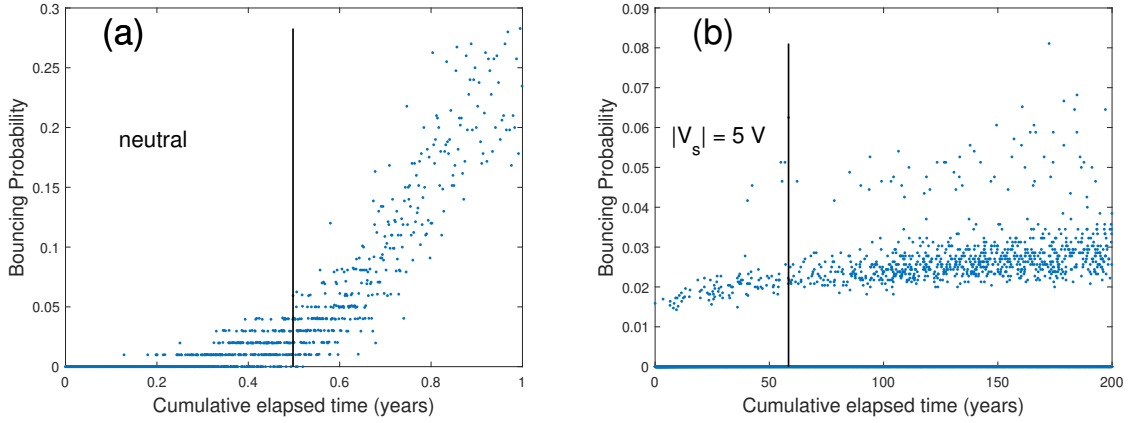 (a)
neutral
Bouncing Probability
0.3
0.25
0.2
0.15
0.1
0.05
0
0 0.2 0.4 0.6 0.8 1
Cumulative elapsed time (years)
(b)
|V_s| = 5 V
Bouncing Probability
0.09
0.08
0.07
0.06
0.05
0.04
0.03
0.02
0.01
0
0 50 100 150 200
Cumulative elapsed time (years)